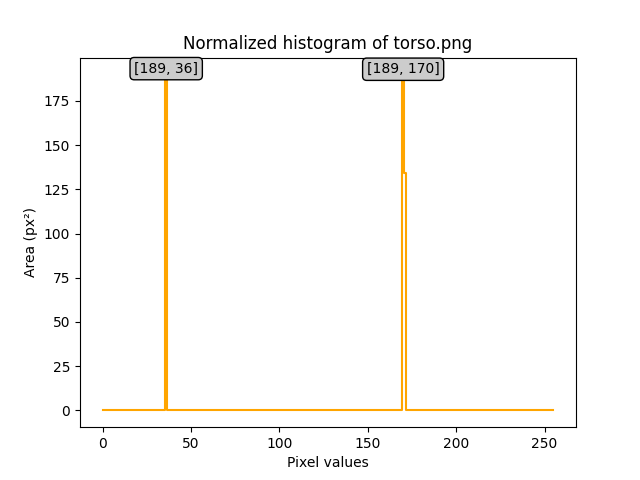 Normalized histogram of torso.png
[189, 36]
[189, 170]
175
150
125
100
75
50
25
0
Area (px²)
0 50 100 150 200 250
Pixel values